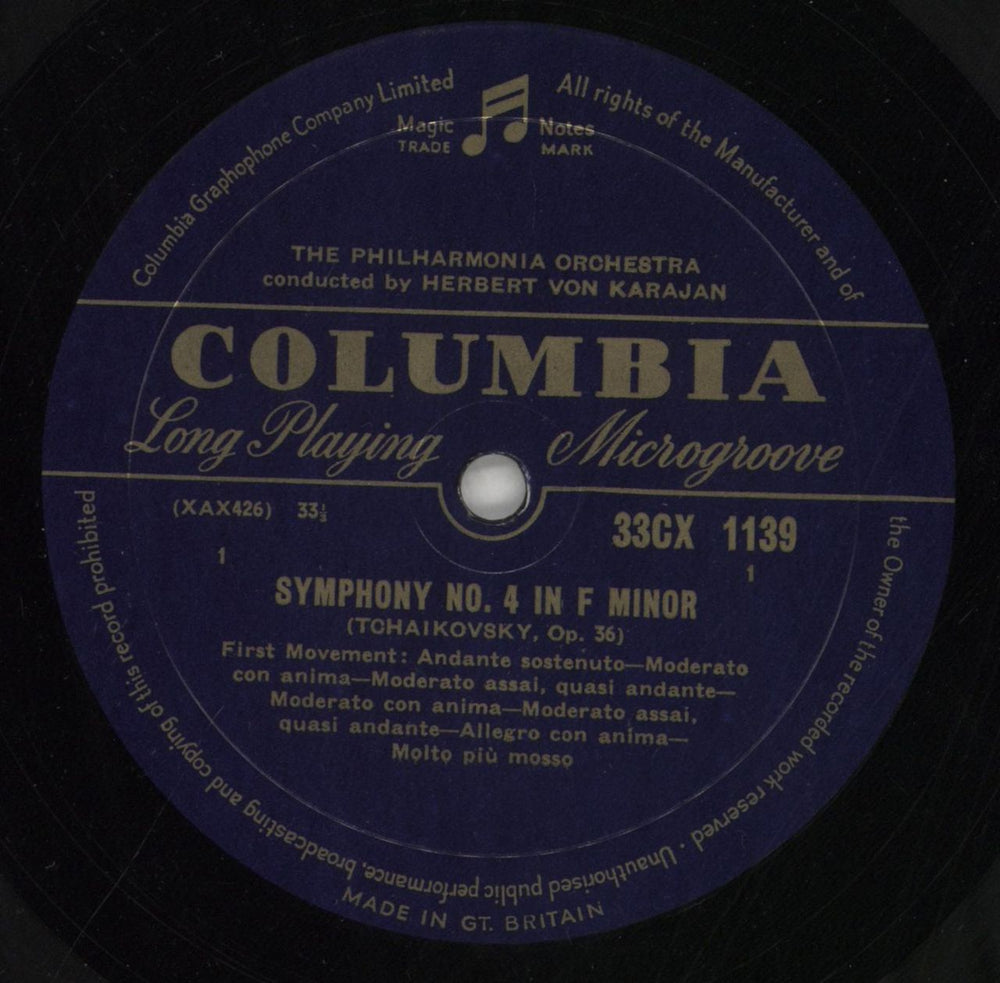 Columbia Graphophone Company Limited
All rights of the Manufacturer and of
the Owner of the recorded work reserved · Unauthorised public performance, broadcasting and copying of this record prohibited
Magic Notes
TRADE MARK
THE PHILHARMONIA ORCHESTRA
conducted by HERBERT VON KARAJAN
COLUMBIA
Long Playing Microgroove
(XAX426) 33⅓
33CX 1139
1
1
SYMPHONY NO. 4 IN F MINOR
(TCHAIKOVSKY, Op. 36)
First Movement: Andante sostenuto—Moderato
con anima—Moderato assai, quasi andante—
Moderato con anima—Moderato assai,
quasi andante—Allegro con anima—
Molto più mosso
MADE IN GT. BRITAIN